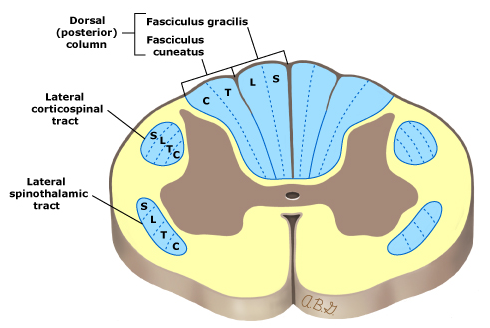 Dorsal
(posterior)
column
Fasciculus gracilis
Fasciculus
cuneatus
C T L S
Lateral
corticospinal
tract
S
L
T
C
Lateral
spinothalamic
tract
S
L
T
C
A.B.G